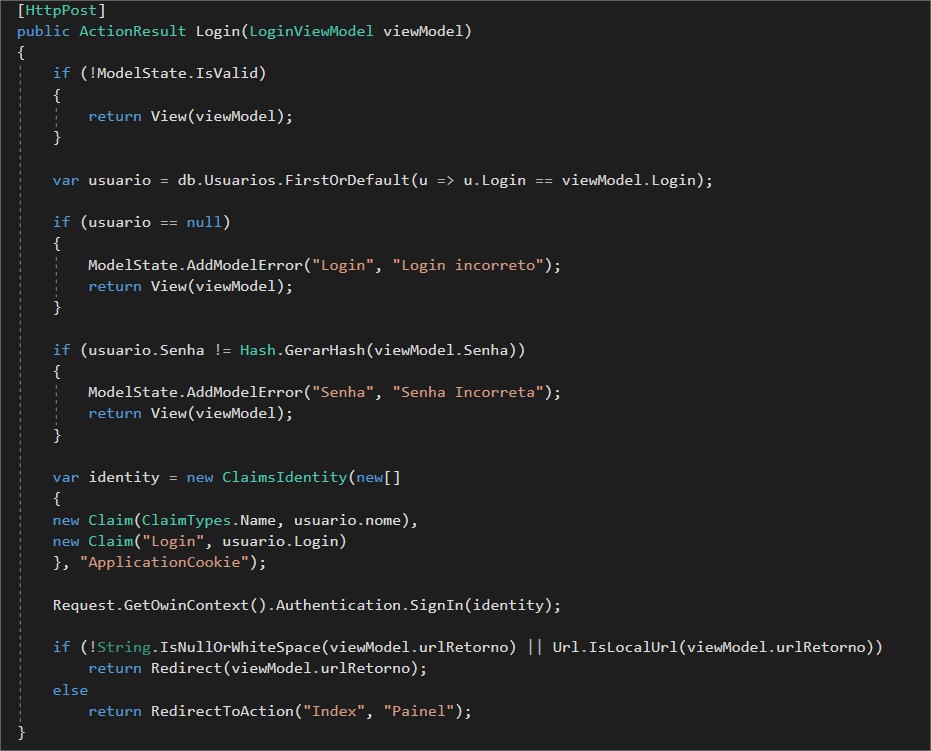 [HttpPost]
public ActionResult Login(LoginViewModel viewModel)
{
if (!ModelState.IsValid)
{
return View(viewModel);
}
var usuario = db.Usuarios.FirstOrDefault(u => u.Login == viewModel.Login);
if (usuario == null)
{
ModelState.AddModelError("Login", "Login incorreto");
return View(viewModel);
}
if (usuario.Senha != Hash.GerarHash(viewModel.Senha))
{
ModelState.AddModelError("Senha", "Senha Incorreta");
return View(viewModel);
}
var identity = new ClaimsIdentity(new[]
{
new Claim(ClaimTypes.Name, usuario.nome),
new Claim("Login", usuario.Login)
}, "ApplicationCookie");
Request.GetOwinContext().Authentication.SignIn(identity);
if (!String.IsNullOrWhiteSpace(viewModel.urlRetorno) || Url.IsLocalUrl(viewModel.urlRetorno))
return Redirect(viewModel.urlRetorno);
else
return RedirectToAction("Index", "Painel");
}